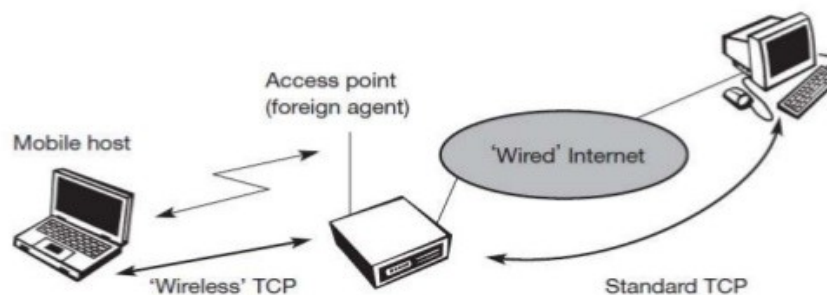 Access point
(foreign agent)
Mobile host
'Wired' Internet
'Wireless' TCP
Standard TCP